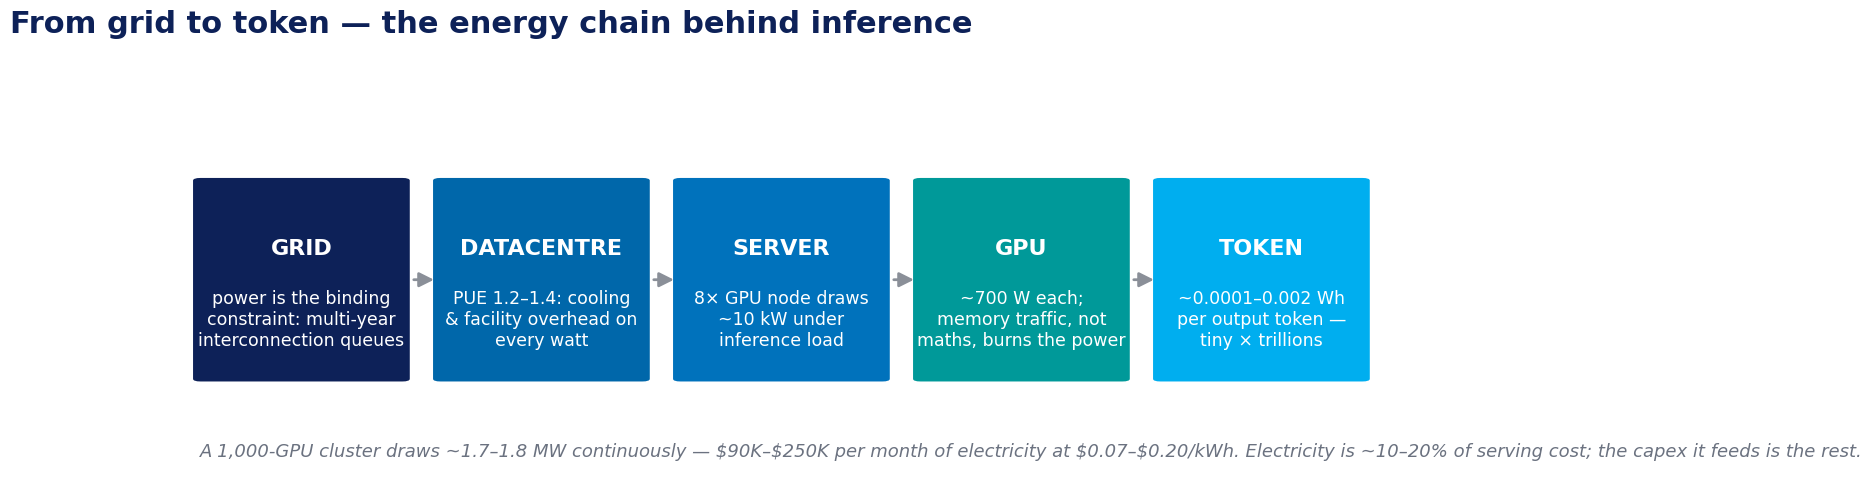 From grid to token — the energy chain behind inference
GRID
power is the binding
constraint: multi-year
interconnection queues
DATACENTRE
PUE 1.2–1.4: cooling
& facility overhead on
every watt
SERVER
8× GPU node draws
~10 kW under
inference load
GPU
~700 W each;
memory traffic, not
maths, burns the power
TOKEN
~0.0001–0.002 Wh
per output token —
tiny × trillions
A 1,000-GPU cluster draws ~1.7–1.8 MW continuously — $90K–$250K per month of electricity at $0.07–$0.20/kWh. Electricity is ~10–20% of serving cost; the capex it feeds is the rest.